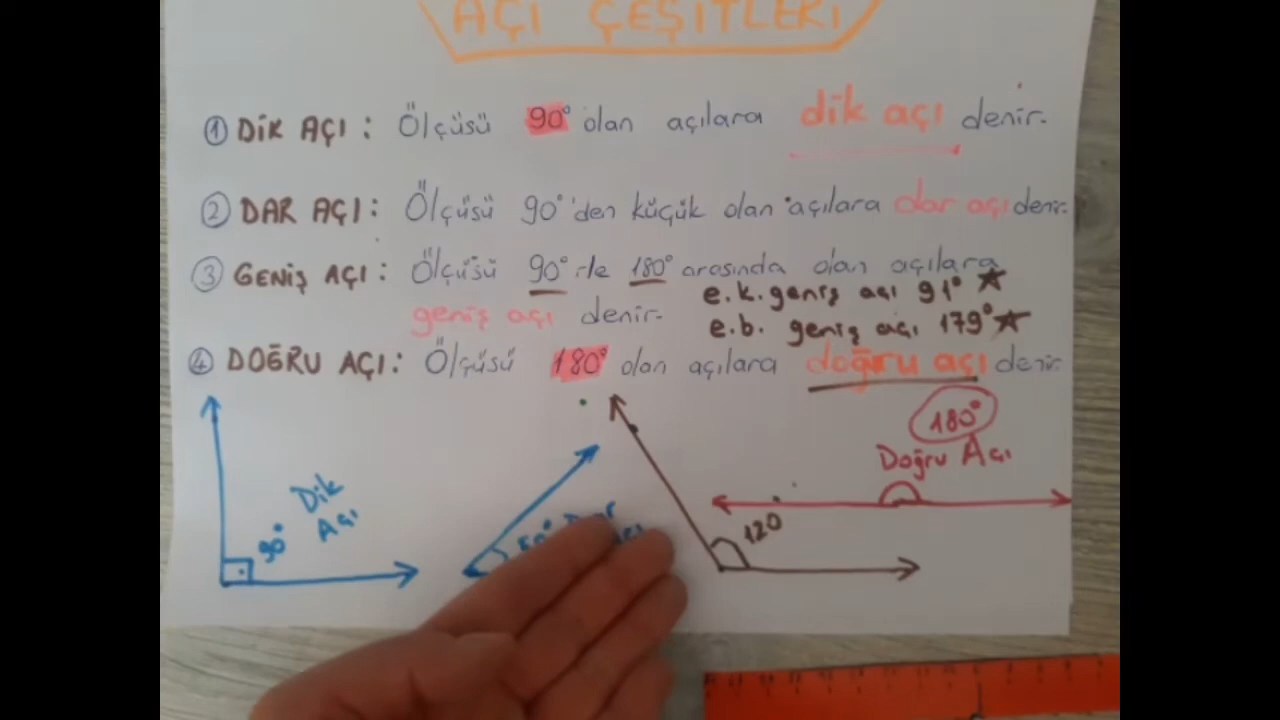 AÇI ÇEŞİTLERİ
① DİK AÇI : Ölçüsü 90° olan açılara dik açı denir.
② DAR AÇI : Ölçüsü 90°'den küçük olan açılara dar açı denir.
③ GENİŞ AÇI : Ölçüsü 90° ile 180° arasında olan açılara
geniş açı denir.
e.k. geniş açı 91° ★
e.b. geniş açı 179° ★
④ DOĞRU AÇI : Ölçüsü 180° olan açılara doğru açı denir.
90° Dik
Açı
120
180°
Doğru Açı